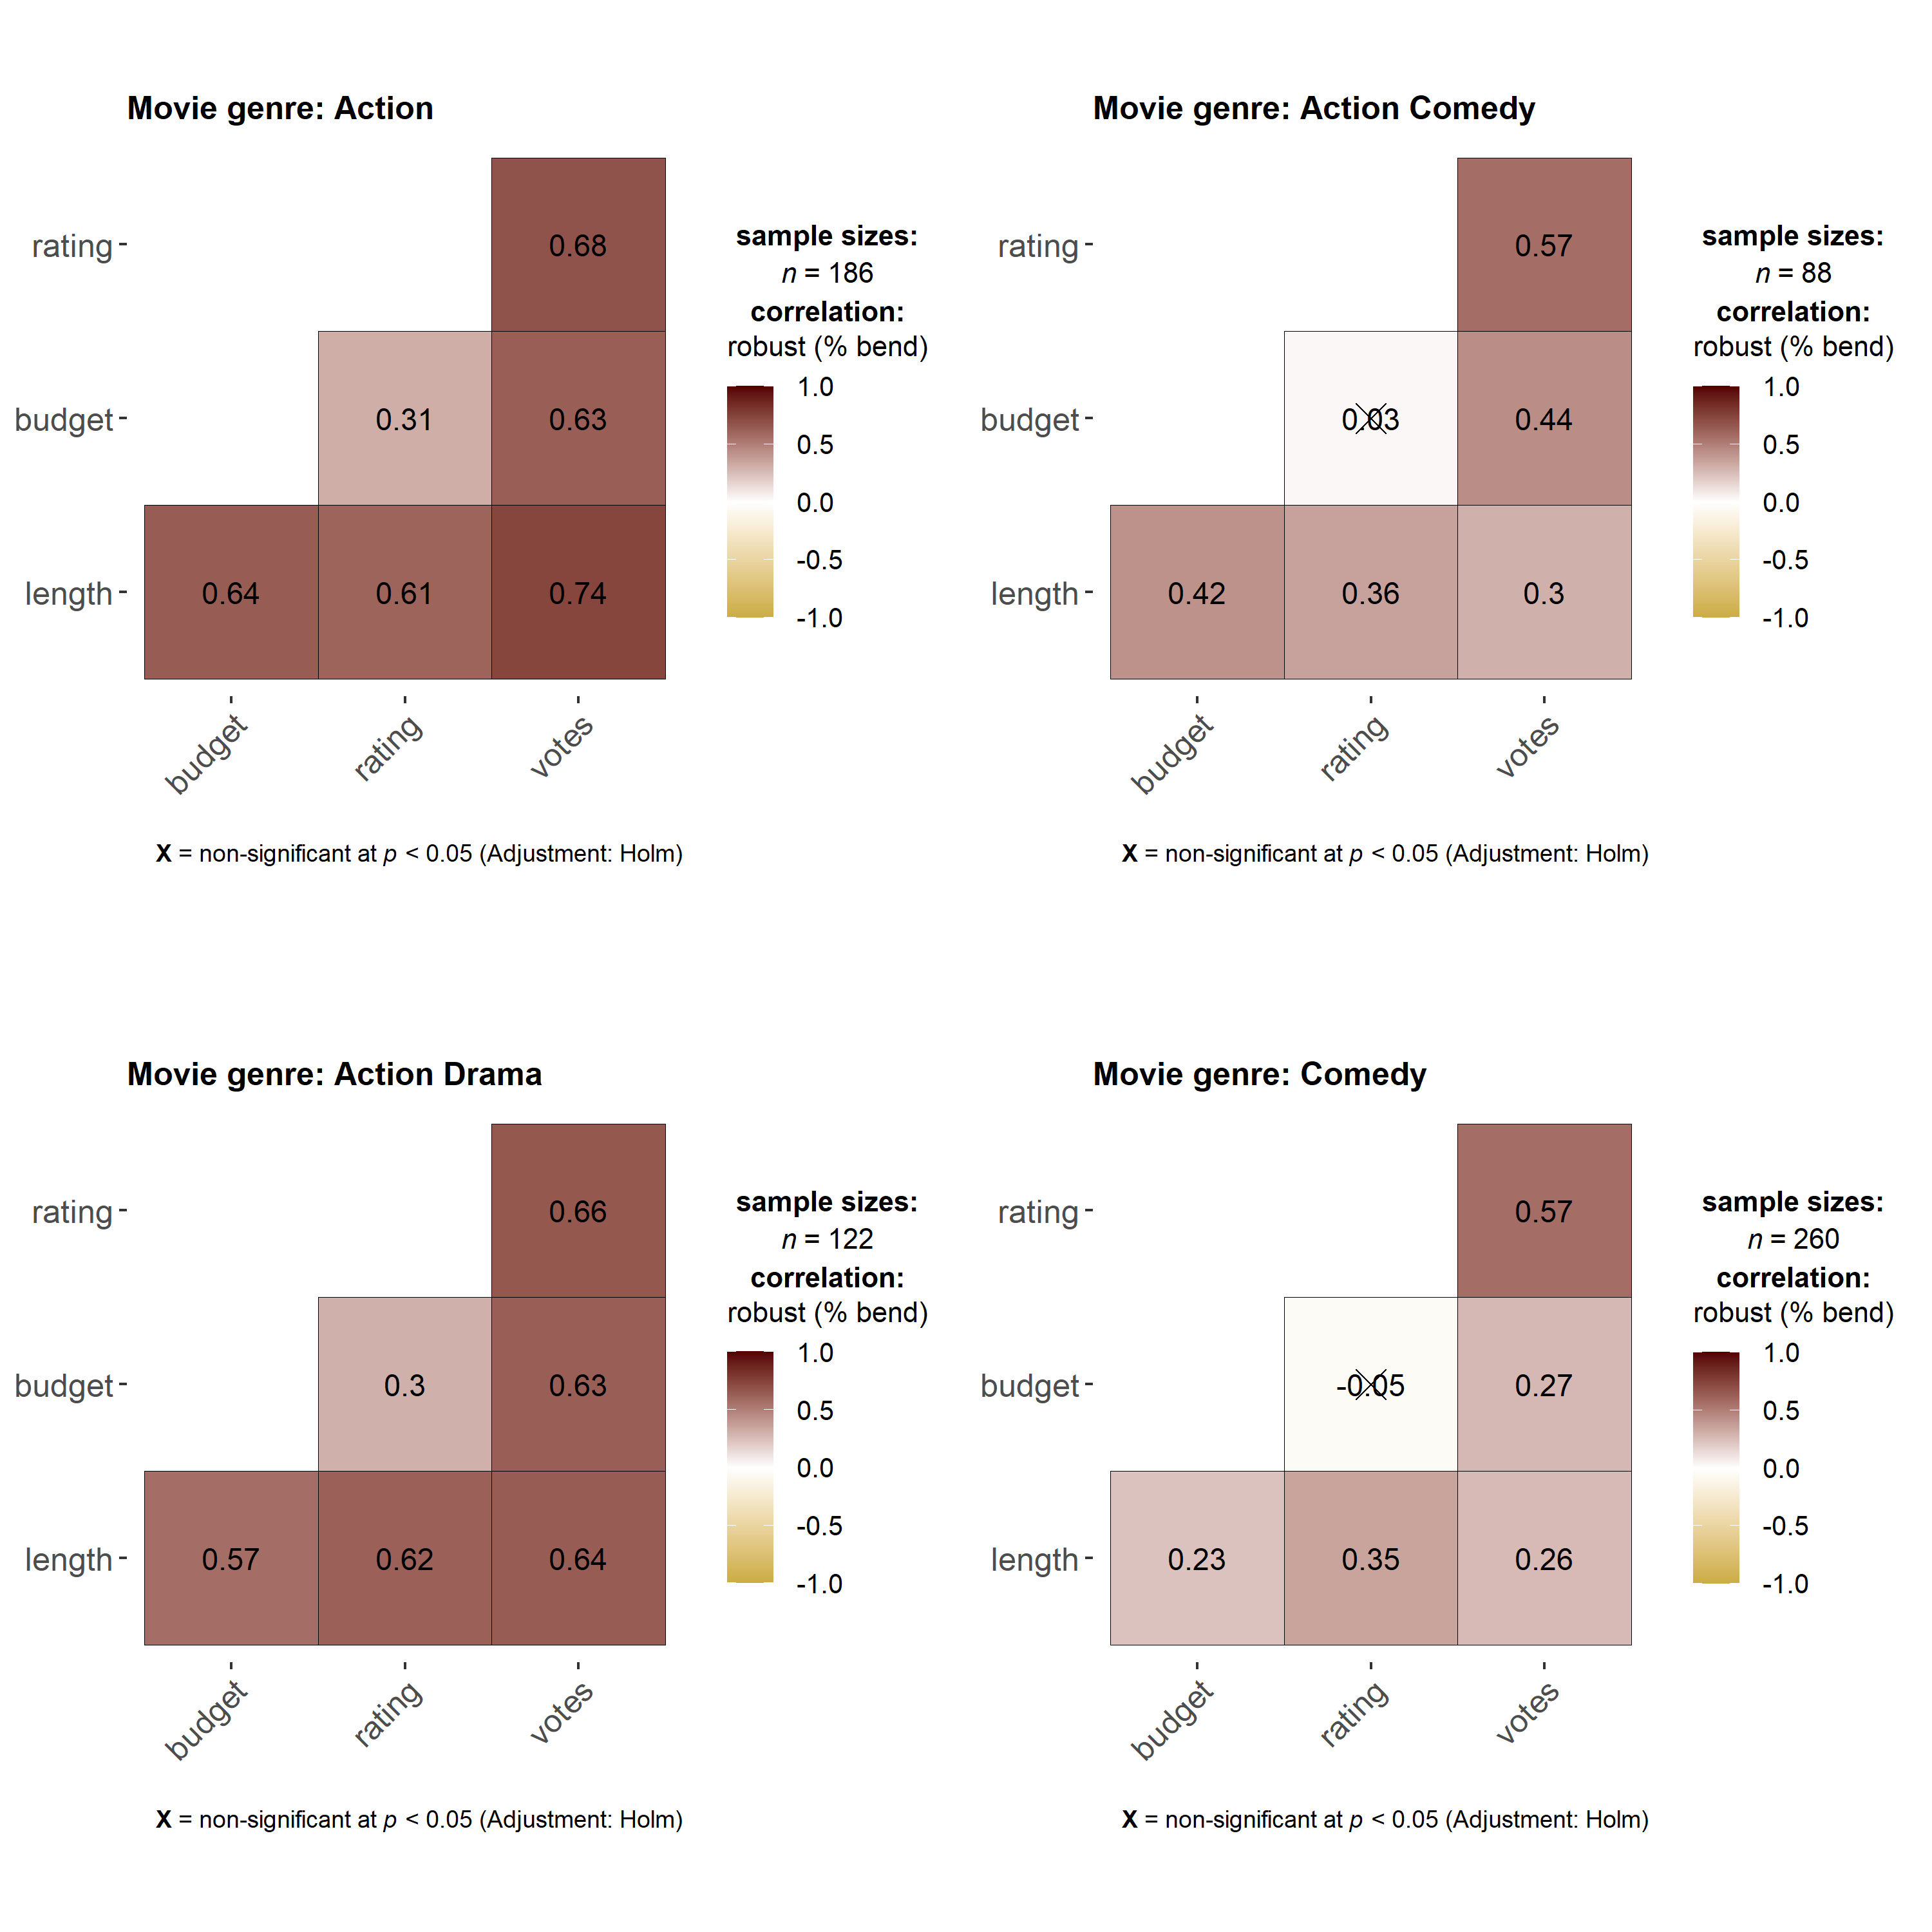 Movie genre: Action
rating
0.68
budget
0.31 0.63
length
0.64 0.61 0.74
budget rating votes
sample sizes:
n = 186
correlation:
robust (% bend)
1.0
0.5
0.0
-0.5
-1.0
X = non-significant at p < 0.05 (Adjustment: Holm)
Movie genre: Action Comedy
rating
0.57
budget
0.03 0.44
length
0.42 0.36 0.3
budget rating votes
sample sizes:
n = 88
correlation:
robust (% bend)
1.0
0.5
0.0
-0.5
-1.0
X = non-significant at p < 0.05 (Adjustment: Holm)
Movie genre: Action Drama
rating
0.66
budget
0.3 0.63
length
0.57 0.62 0.64
budget rating votes
sample sizes:
n = 122
correlation:
robust (% bend)
1.0
0.5
0.0
-0.5
-1.0
X = non-significant at p < 0.05 (Adjustment: Holm)
Movie genre: Comedy
rating
0.57
budget
-0.05 0.27
length
0.23 0.35 0.26
budget rating votes
sample sizes:
n = 260
correlation:
robust (% bend)
1.0
0.5
0.0
-0.5
-1.0
X = non-significant at p < 0.05 (Adjustment: Holm)